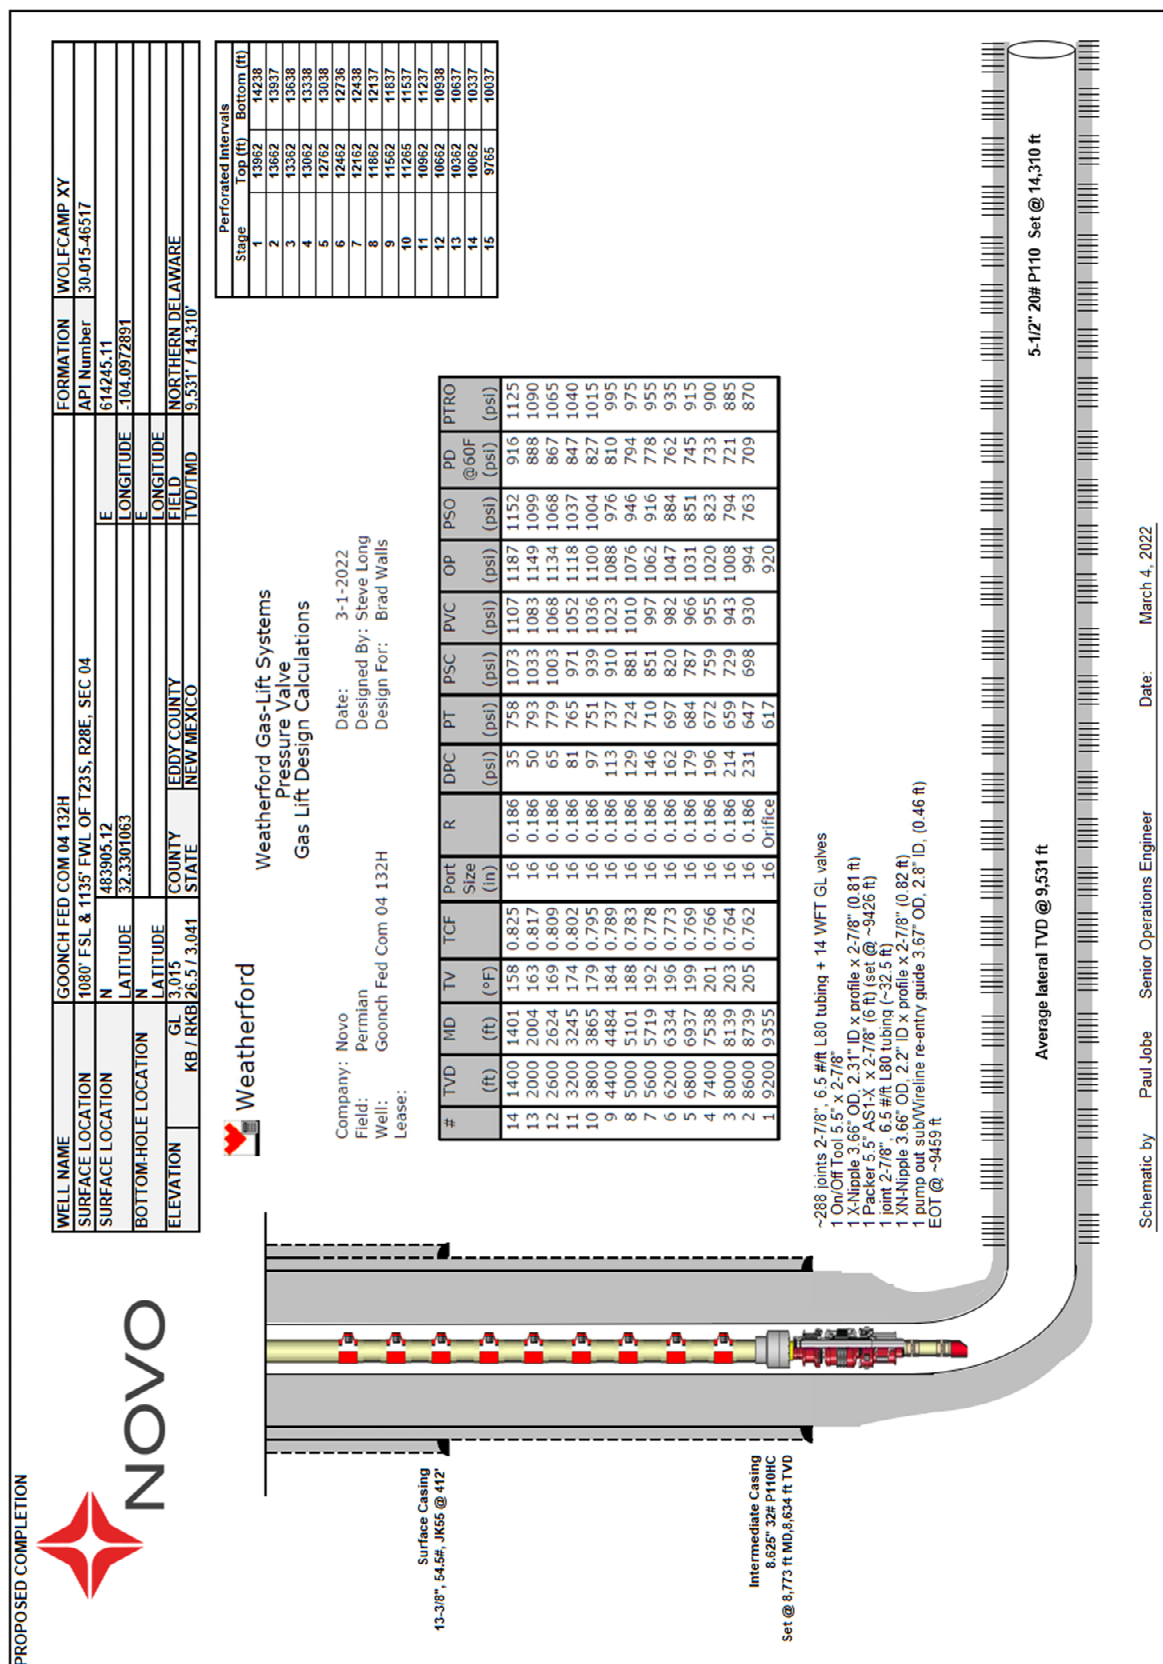 PROPOSED COMPLETION
NOVO
WELL NAME GOONCH FED COM 04 132H FORMATION WOLFCAMP XY
SURFACE LOCATION 1080' FSL & 1135' FWL OF T23S, R28E, SEC 04 API Number 30-015-46517
SURFACE LOCATION N 483905.12 E 614245.11
LATITUDE 32.3301063 LONGITUDE -104.0972891
BOTTOM-HOLE LOCATION N E
LATITUDE LONGITUDE
ELEVATION GL 3,015 COUNTY EDDY COUNTY FIELD NORTHERN DELAWARE
KB / RKB 26.5 / 3,041 STATE NEW MEXICO TVD/TMD 9,531' / 14,310'
Perforated Intervals
Stage Top (ft) Bottom (ft)
1 13962 14238
2 13662 13937
3 13362 13638
4 13062 13338
5 12762 13038
6 12462 12736
7 12162 12438
8 11862 12137
9 11562 11837
10 11265 11537
11 10962 11237
12 10662 10938
13 10362 10637
14 10062 10337
15 9765 10037
Weatherford
Weatherford Gas-Lift Systems
Pressure Valve
Gas Lift Design Calculations
Company: Novo Date: 3-1-2022
Field: Permian Designed By: Steve Long
Well: Goonch Fed Com 04 132H Design For: Brad Walls
Lease:
# TVD (ft) MD (ft) TV (°F) TCF Port Size (in) R DPC (psi) PT (psi) PSC (psi) PVC (psi) OP (psi) PSO (psi) PD @60F (psi) PTRO (psi)
14 1400 1401 158 0.825 16 0.186 35 758 1073 1107 1187 1152 916 1125
13 2000 2004 163 0.817 16 0.186 50 793 1033 1083 1149 1099 888 1090
12 2600 2624 169 0.809 16 0.186 65 779 1003 1068 1134 1068 867 1065
11 3200 3245 174 0.802 16 0.186 81 765 971 1052 1118 1037 847 1040
10 3800 3865 179 0.795 16 0.186 97 751 939 1036 1100 1004 827 1015
9 4400 4484 184 0.789 16 0.186 113 737 910 1023 1088 976 810 995
8 5000 5101 188 0.783 16 0.186 129 724 881 1010 1076 946 794 975
7 5600 5719 192 0.778 16 0.186 146 710 851 997 1062 916 778 955
6 6200 6334 196 0.773 16 0.186 162 697 820 982 1047 884 762 935
5 6800 6937 199 0.769 16 0.186 179 684 787 966 1031 851 745 915
4 7400 7538 201 0.766 16 0.186 196 672 759 955 1020 823 733 900
3 8000 8139 203 0.764 16 0.186 214 659 729 943 1008 794 721 885
2 8600 8739 205 0.762 16 0.186 231 647 698 930 994 763 709 870
1 9200 9355 16 Orifice 617 920
~288 joints 2-7/8", 6.5 #/ft L80 tubing + 14 WFT GL valves
1 On/Off Tool 5.5" x 2-7/8"
1 X-Nipple 3.66" OD, 2.31" ID x profile x 2-7/8" (0.81 ft)
1 Packer 5.5" AS1-X x 2-7/8" (6 ft) (set @ ~9426 ft)
1 joint 2-7/8", 6.5 #/ft L80 tubing (~32.5 ft)
1 XN-Nipple 3.66" OD, 2.2" ID x profile x 2-7/8" (0.82 ft)
1 pump out sub/Wireline re-entry guide 3.67" OD, 2.8" ID, (0.46 ft)
EOT @ ~9459 ft
Surface Casing
13-3/8", 54.5#, JK55 @ 412'
Intermediate Casing
8.625" 32# P110HC
Set @ 8,773 ft MD,8,634 ft TVD
5-1/2" 20# P110 Set @ 14,310 ft
Average lateral TVD @ 9,531 ft
Schematic by Paul Jobe Senior Operations Engineer Date: March 4, 2022